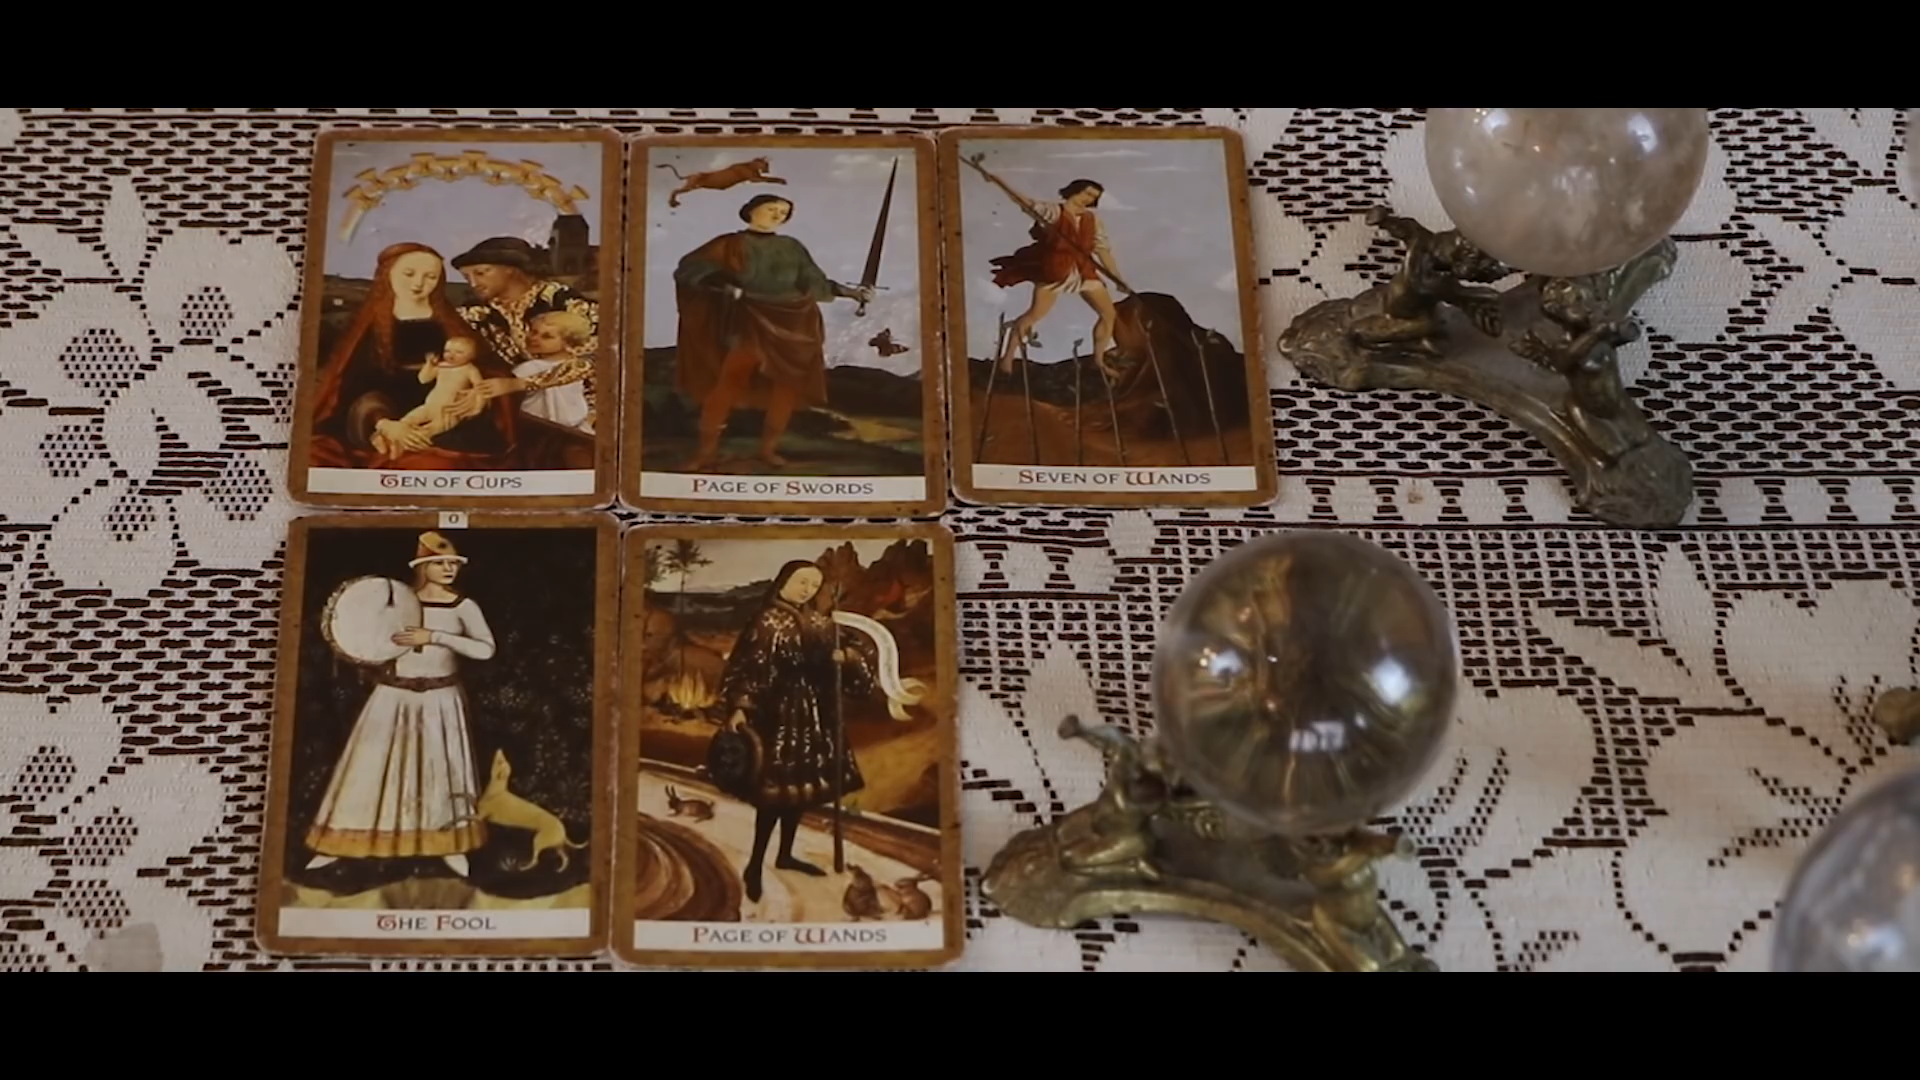 TEN OF CUPS
PAGE OF SWORDS
SEVEN OF WANDS
0
THE FOOL
PAGE OF WANDS